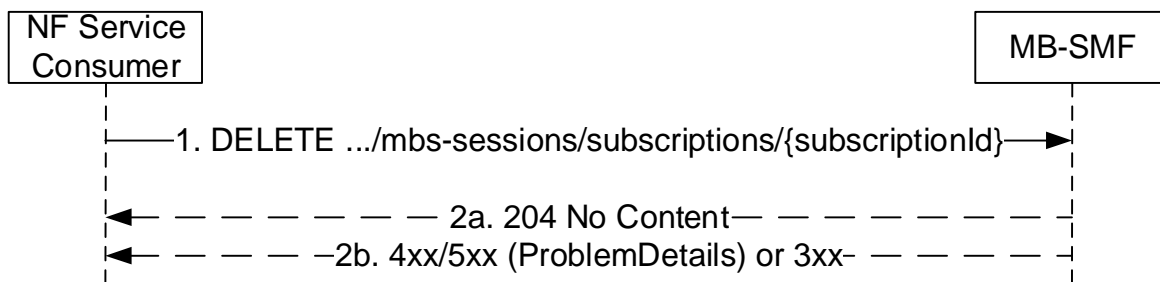 NF Service
Consumer
MB-SMF
1. DELETE .../mbs-sessions/subscriptions/{subscriptionId}
2a. 204 No Content
2b. 4xx/5xx (ProblemDetails) or 3xx